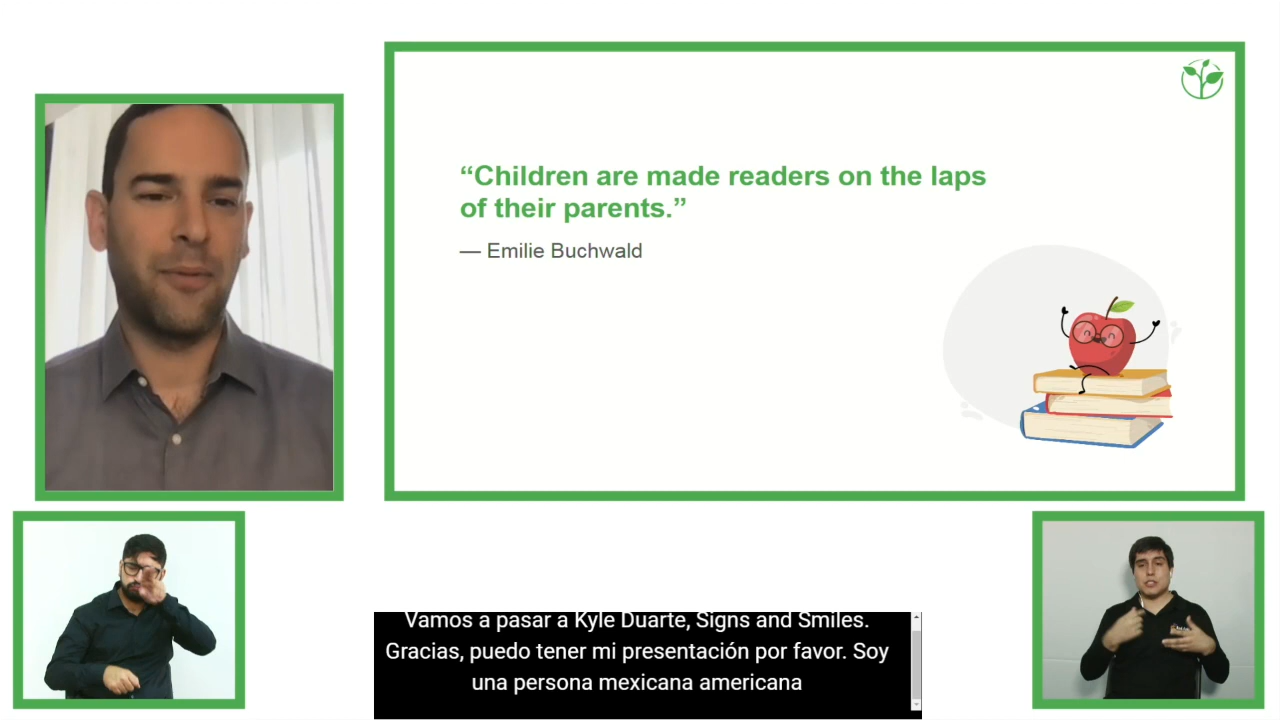 “Children are made readers on the laps
of their parents.”
— Emilie Buchwald
Vamos a pasar a Kyle Duarte, Signs and Smiles.
Gracias, puedo tener mi presentación por favor. Soy
una persona mexicana americana